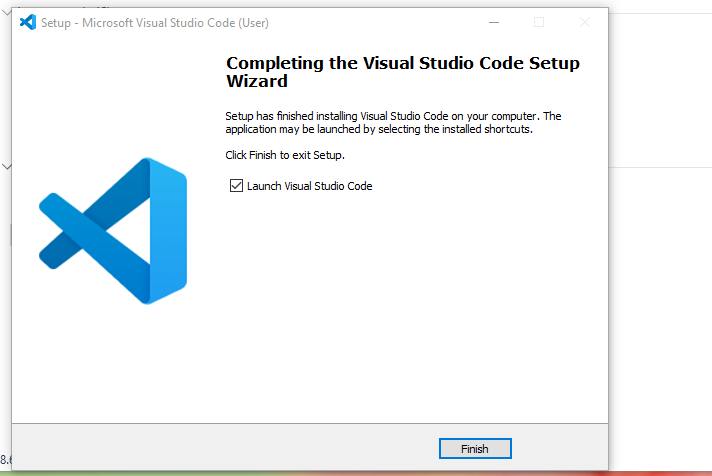 Setup - Microsoft Visual Studio Code (User)
Completing the Visual Studio Code Setup
Wizard
Setup has finished installing Visual Studio Code on your computer. The
application may be launched by selecting the installed shortcuts.
Click Finish to exit Setup.
Launch Visual Studio Code
Finish